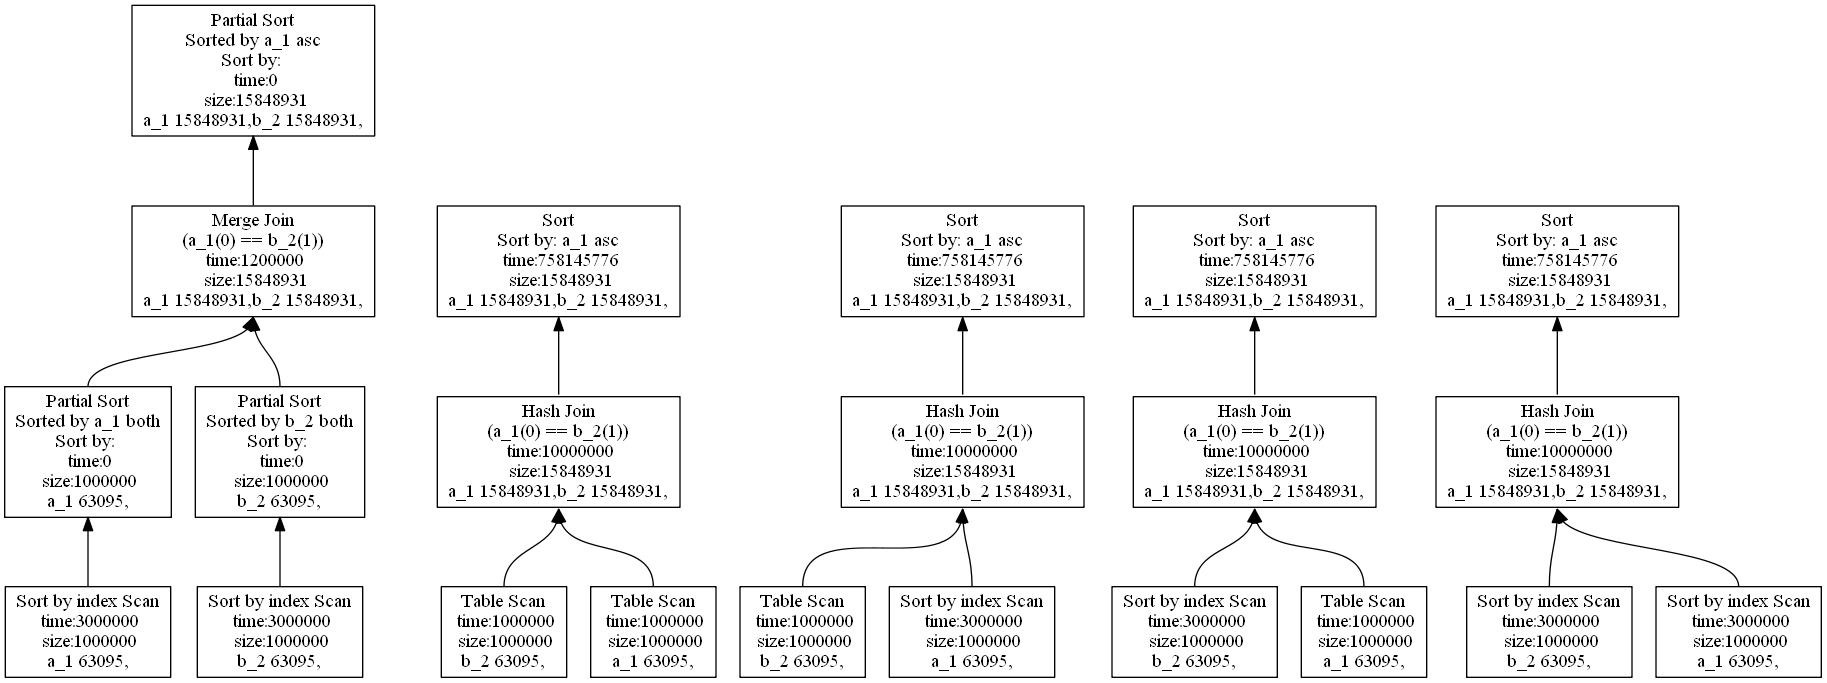 Partial Sort
Sorted by a_1 asc
Sort by:
time:0
size:15848931
a_1 15848931,b_2 15848931,
Merge Join
(a_1(0) == b_2(1))
time:1200000
size:15848931
a_1 15848931,b_2 15848931,
Sort
Sort by: a_1 asc
time:758145776
size:15848931
a_1 15848931,b_2 15848931,
Sort
Sort by: a_1 asc
time:758145776
size:15848931
a_1 15848931,b_2 15848931,
Sort
Sort by: a_1 asc
time:758145776
size:15848931
a_1 15848931,b_2 15848931,
Sort
Sort by: a_1 asc
time:758145776
size:15848931
a_1 15848931,b_2 15848931,
Partial Sort
Sorted by a_1 both
Sort by:
time:0
size:1000000
a_1 63095,
Partial Sort
Sorted by b_2 both
Sort by:
time:0
size:1000000
b_2 63095,
Hash Join
(a_1(0) == b_2(1))
time:10000000
size:15848931
a_1 15848931,b_2 15848931,
Hash Join
(a_1(0) == b_2(1))
time:10000000
size:15848931
a_1 15848931,b_2 15848931,
Hash Join
(a_1(0) == b_2(1))
time:10000000
size:15848931
a_1 15848931,b_2 15848931,
Hash Join
(a_1(0) == b_2(1))
time:10000000
size:15848931
a_1 15848931,b_2 15848931,
Sort by index Scan
time:3000000
size:1000000
a_1 63095,
Sort by index Scan
time:3000000
size:1000000
b_2 63095,
Table Scan
time:1000000
size:1000000
b_2 63095,
Table Scan
time:1000000
size:1000000
a_1 63095,
Table Scan
time:1000000
size:1000000
b_2 63095,
Sort by index Scan
time:3000000
size:1000000
a_1 63095,
Sort by index Scan
time:3000000
size:1000000
b_2 63095,
Table Scan
time:1000000
size:1000000
a_1 63095,
Sort by index Scan
time:3000000
size:1000000
b_2 63095,
Sort by index Scan
time:3000000
size:1000000
a_1 63095,